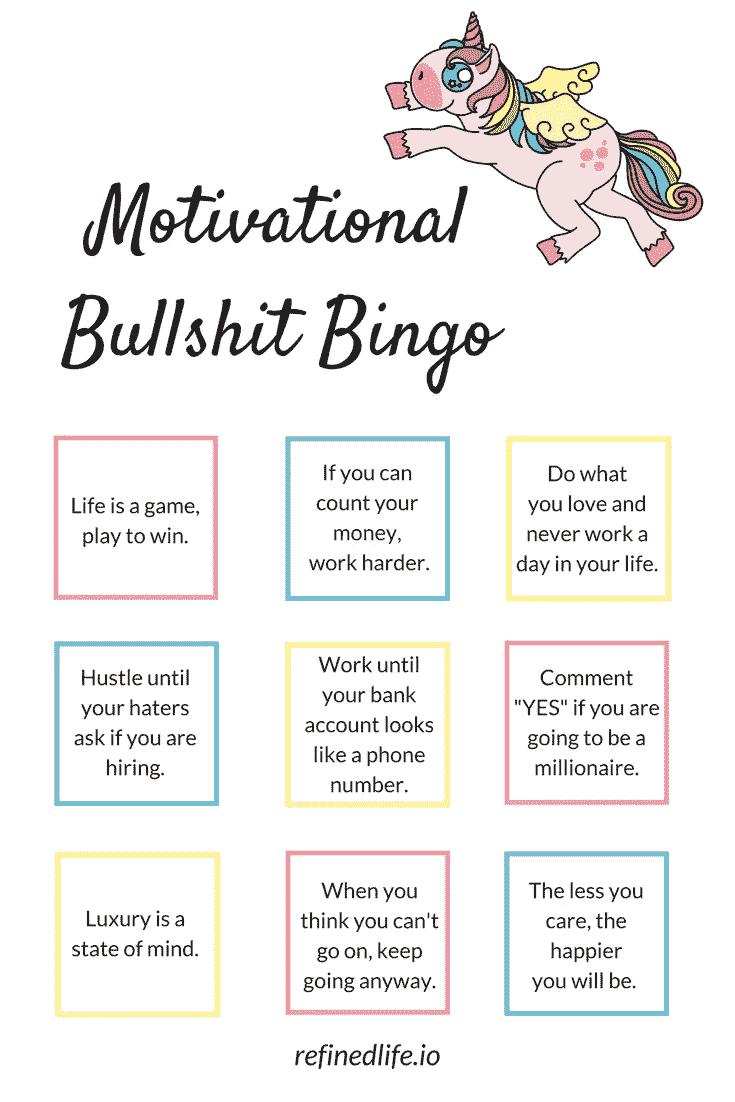 Motivational
Bullshit Bingo
Life is a game,
play to win.
If you can
count your
money,
work harder.
Do what
you love and
never work a
day in your life.
Hustle until
your haters
ask if you are
hiring.
Work until
your bank
account looks
like a phone
number.
Comment
"YES" if you are
going to be a
millionaire.
Luxury is a
state of mind.
When you
think you can't
go on, keep
going anyway.
The less you
care, the
happier
you will be.
refinedlife.io